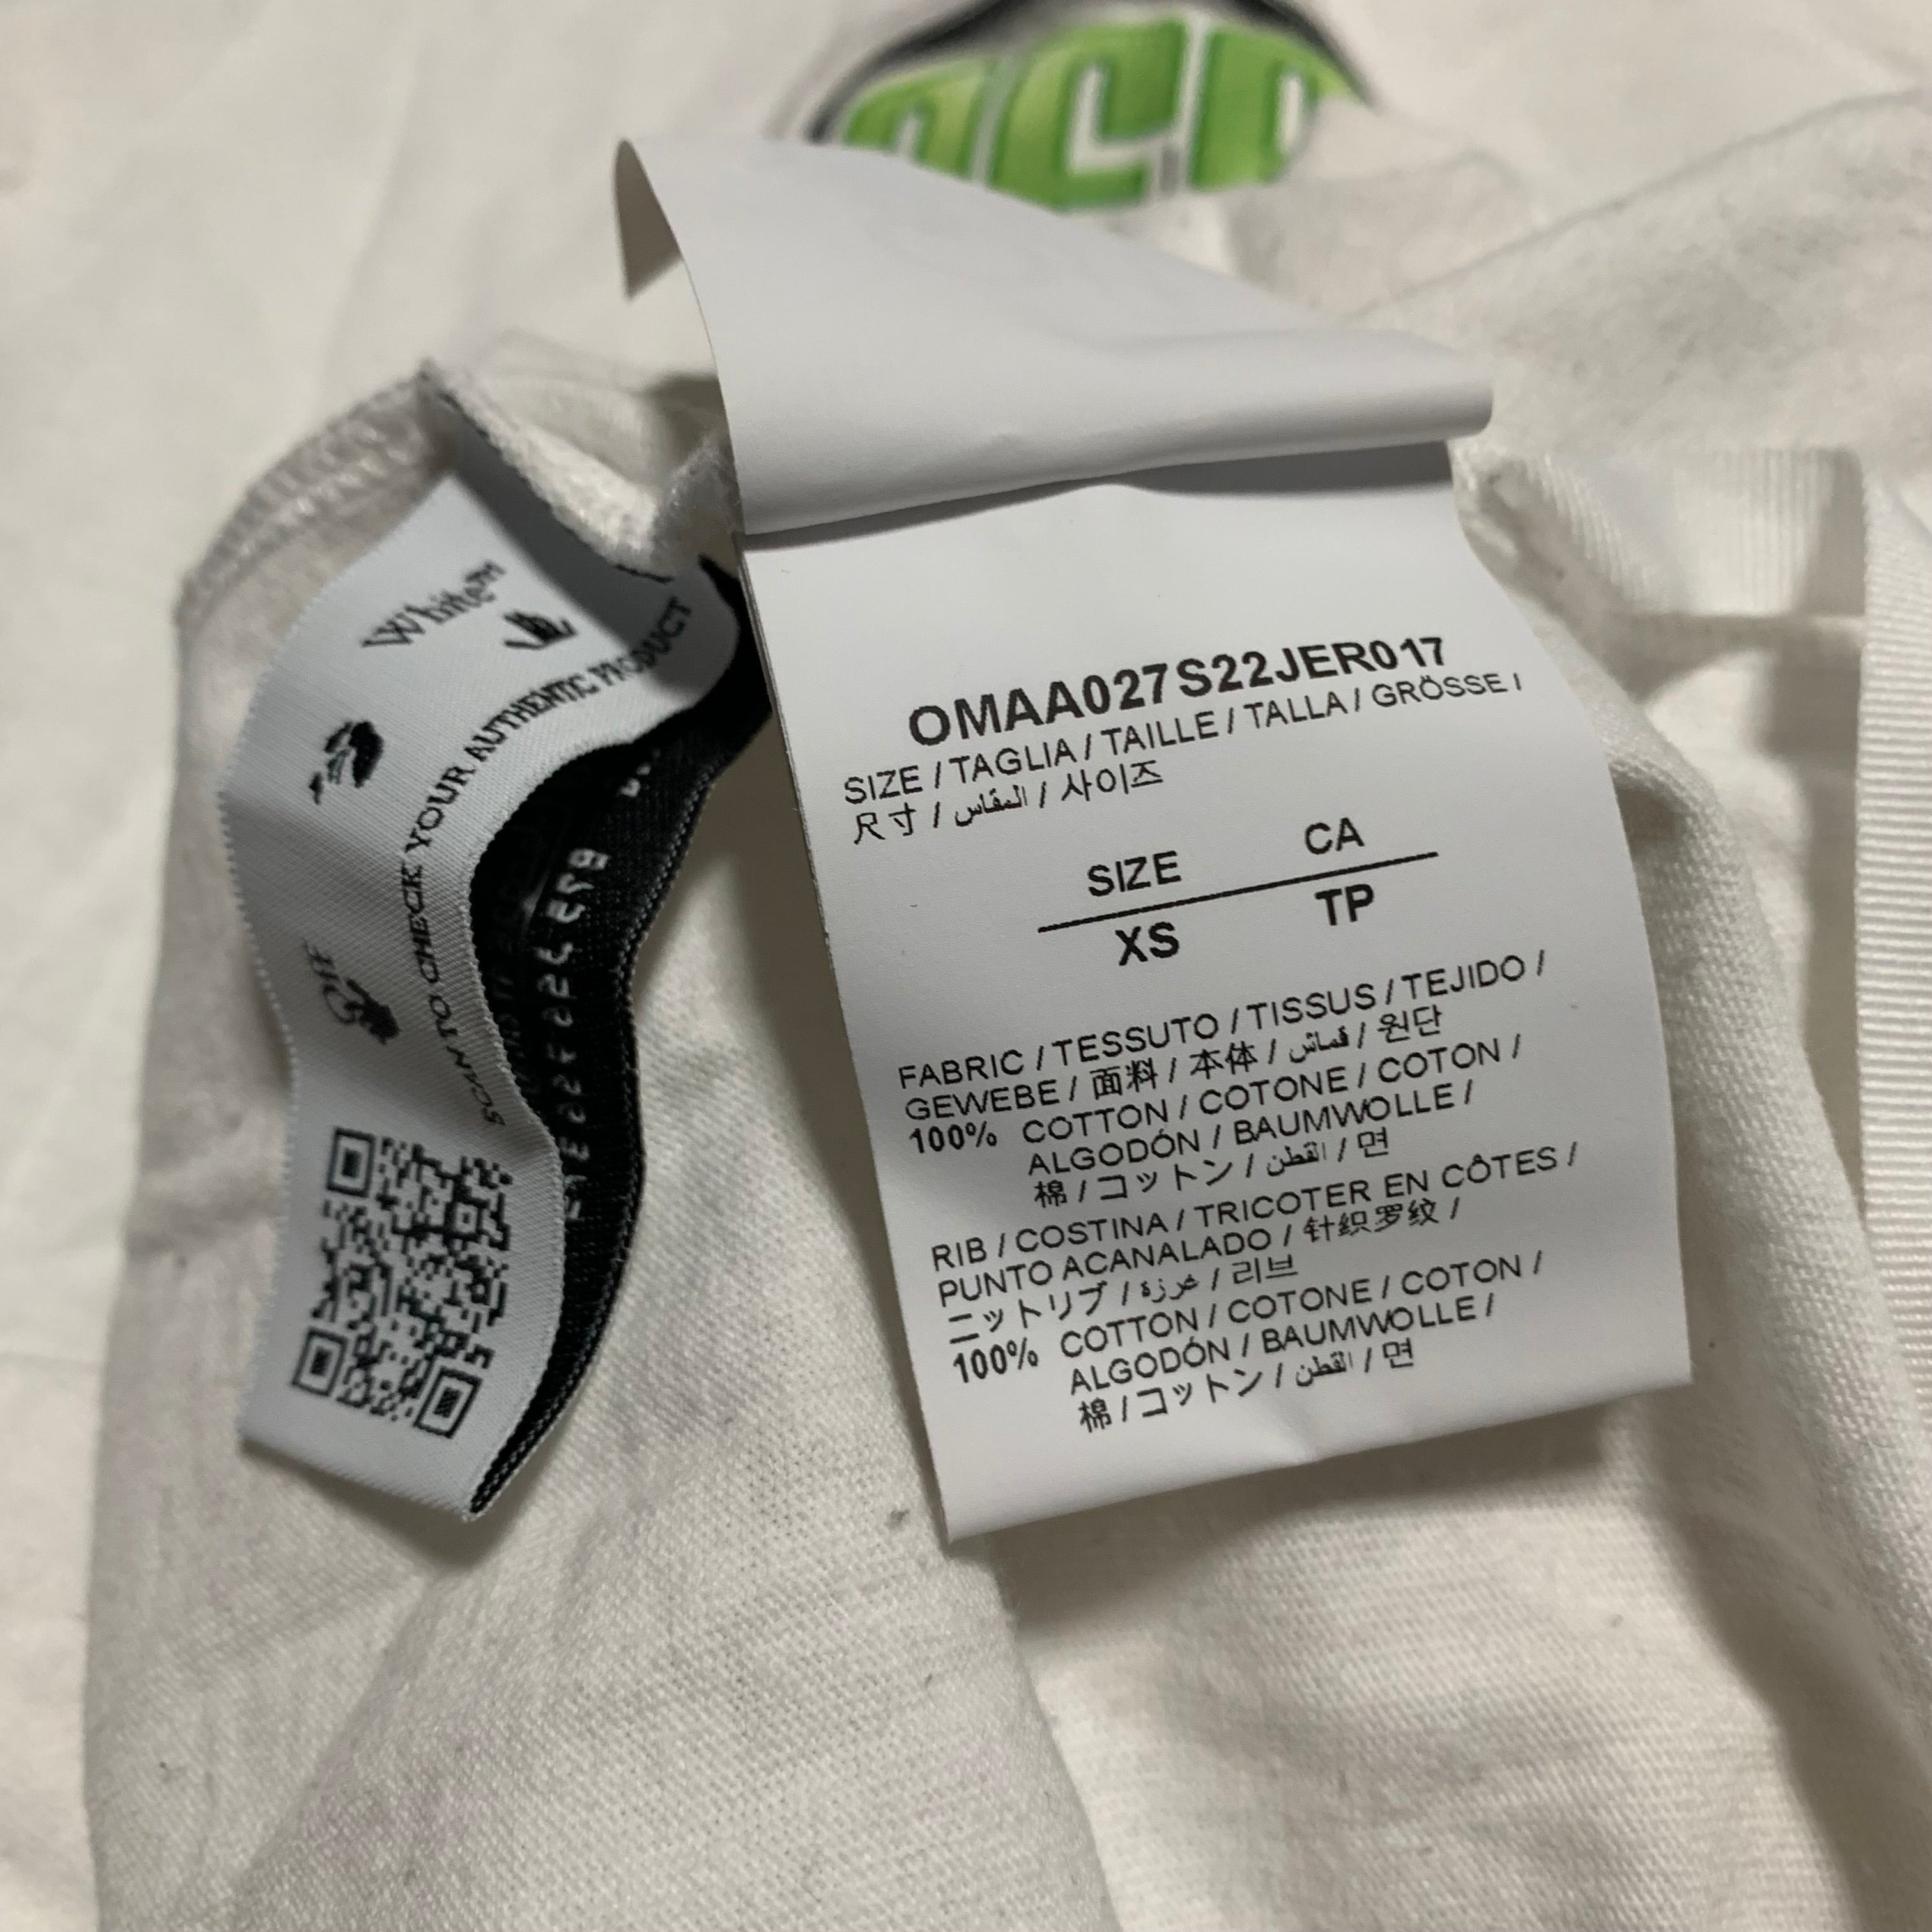 White™
SCAN TO CHECK YOUR AUTHENTIC PRODUCT
OMAA027S22JER017
SIZE / TAGLIA / TAILLE / TALLA / GRÖSSE /
尺寸 / المقاس / 사이즈
SIZE CA
XS TP
FABRIC / TESSUTO / TISSUS / TEJIDO /
GEWEBE / 面料 / 本体 / قماش / 원단
100% COTTON / COTONE / COTON /
ALGODÓN / BAUMWOLLE /
棉 / コットン / القطن / 면
RIB / COSTINA / TRICOTER EN CÔTES /
PUNTO ACANALADO / 针织罗纹 /
ニットリブ / غرزة / 리브
100% COTTON / COTONE / COTON /
ALGODÓN / BAUMWOLLE /
棉 / コットン / القطن / 면